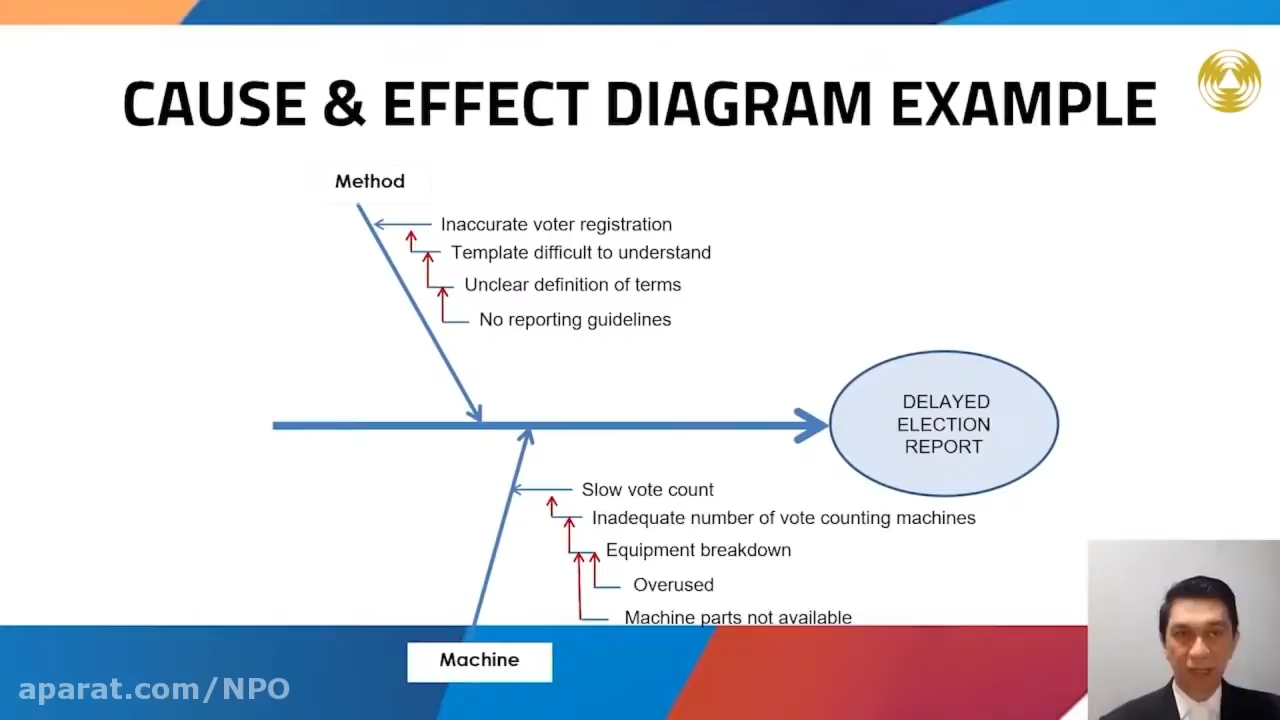 CAUSE & EFFECT DIAGRAM EXAMPLE
Method
Inaccurate voter registration
Template difficult to understand
Unclear definition of terms
No reporting guidelines
DELAYED
ELECTION
REPORT
Slow vote count
Inadequate number of vote counting machines
Equipment breakdown
Overused
Machine parts not available
Machine
aparat.com/NPO